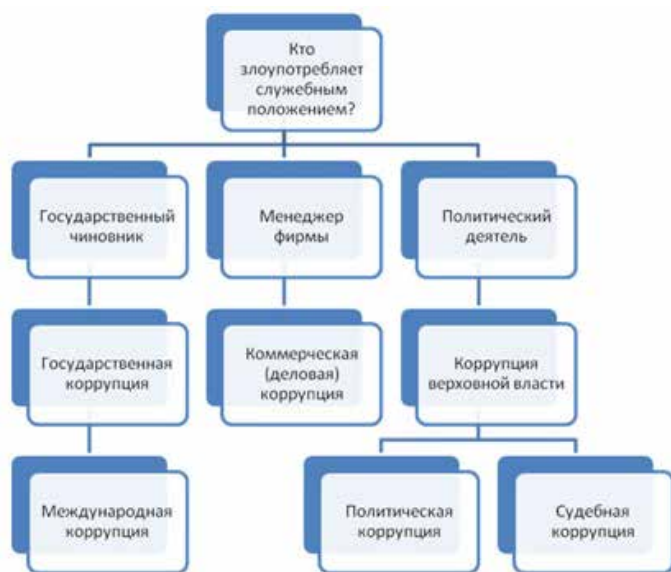 Кто
злоупотребляет
служебным
положением?
Государственный
чиновник
Менеджер
фирмы
Политический
деятель
Государственная
коррупция
Коммерческая
(деловая)
коррупция
Коррупция
верховной власти
Международная
коррупция
Политическая
коррупция
Судебная
коррупция